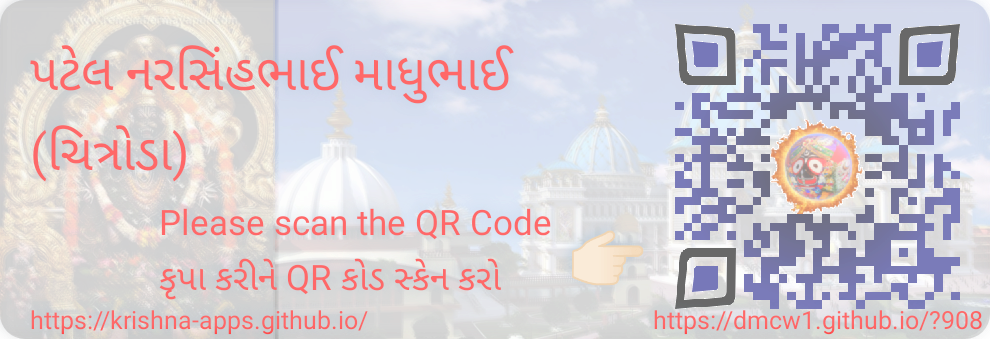 પટેલ નરસિંહભાઈ માધુભાઈ
(ચિત્રોડા)
Please scan the QR Code
કૃપા કરીને QR કોડ સ્કેન કરો
https://krishna-apps.github.io/
https://dmcw1.github.io/?908